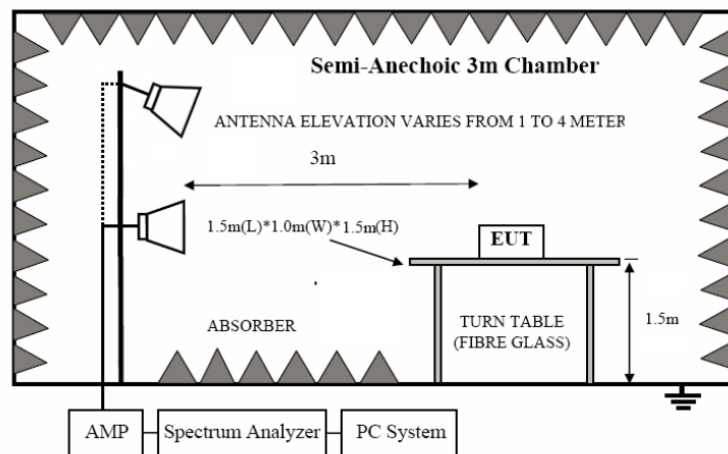 Semi-Anechoic 3m Chamber
ANTENNA ELEVATION VARIES FROM 1 TO 4 METER
3m
1.5m(L)*1.0m(W)*1.5m(H)
EUT
ABSORBER
TURN TABLE
(FIBRE GLASS)
1.5m
AMP
Spectrum Analyzer
PC System